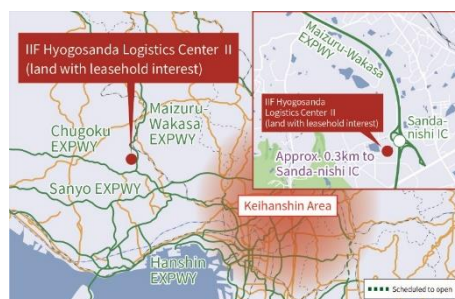 IIF Hyogosanda Logistics Center II
(land with leasehold interest)
Maizuru-
Wakasa
EXPWY
Chugoku
EXPWY
Sanyo EXPWY
Keihanshin Area
Hanshin
EXPWY
Maizuru-Wakasa
EXPWY
IIF Hyogosanda
Logistics Center II
(land with leasehold interest)
Sanda-
nishi IC
Approx. 0.3km to
Sanda-nishi IC
Scheduled to open